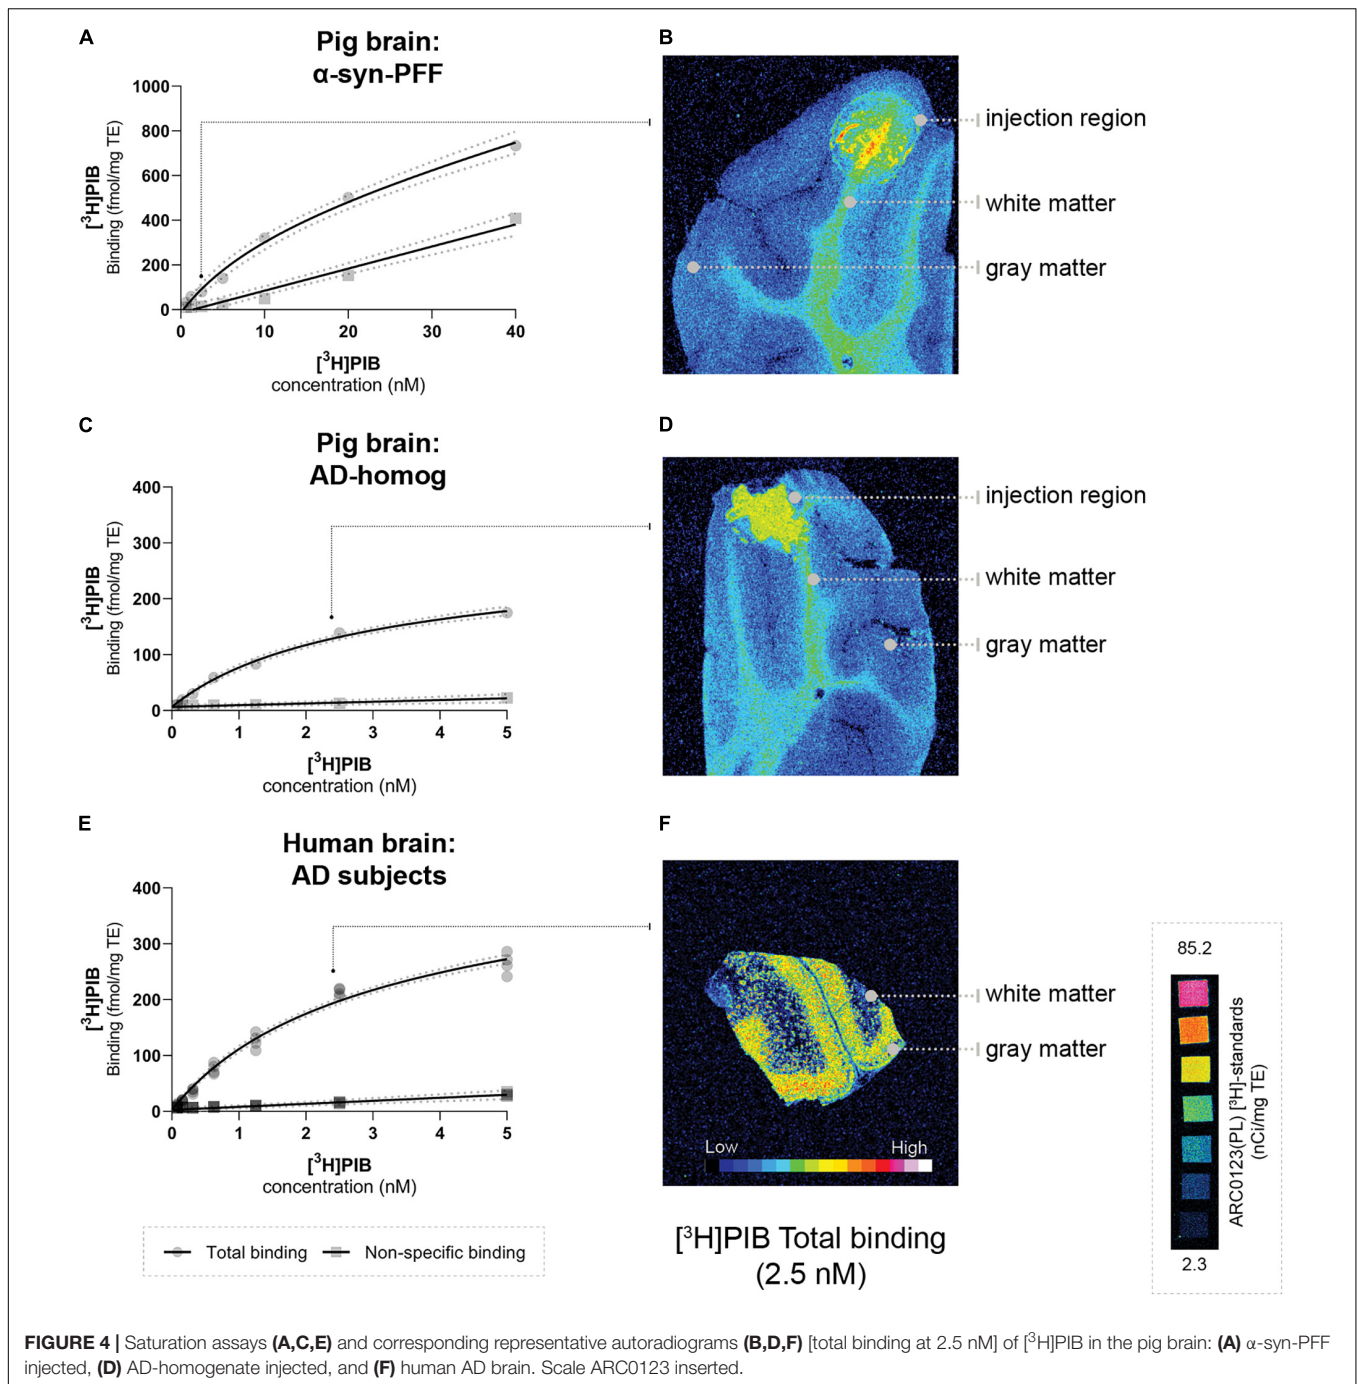 A
Pig brain:
α-syn-PFF
1000
800
600
400
200
0
[³H]PIB
Binding (fmol/mg TE)
0 10 20 30 40
[³H]PIB
concentration (nM)
B
injection region
white matter
gray matter
C
Pig brain:
AD-homog
400
300
200
100
0
[³H]PIB
Binding (fmol/mg TE)
0 1 2 3 4 5
[³H]PIB
concentration (nM)
D
injection region
white matter
gray matter
E
Human brain:
AD subjects
400
300
200
100
0
[³H]PIB
Binding (fmol/mg TE)
0 1 2 3 4 5
[³H]PIB
concentration (nM)
F
white matter
gray matter
Low High
Total binding Non-specific binding
[³H]PIB Total binding
(2.5 nM)
85.2
ARC0123(PL) [³H]-standards
(nCi/mg TE)
2.3
FIGURE 4 | Saturation assays (A,C,E) and corresponding representative autoradiograms (B,D,F) [total binding at 2.5 nM] of [³H]PIB in the pig brain: (A) α-syn-PFF
injected, (D) AD-homogenate injected, and (F) human AD brain. Scale ARC0123 inserted.